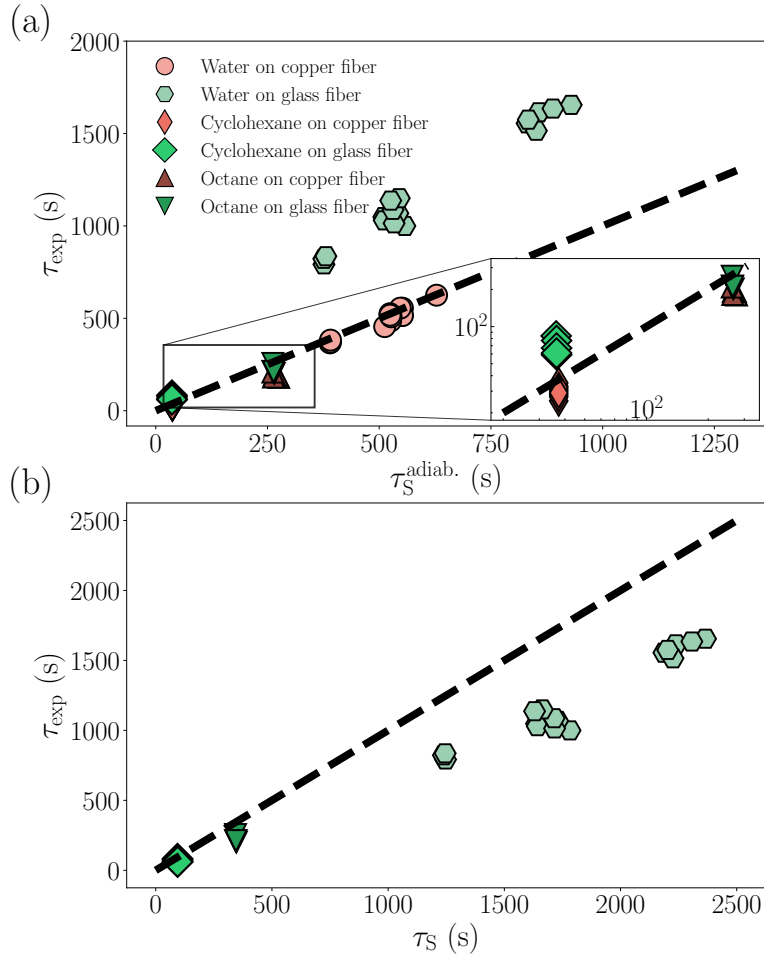 (a)
2000
1500
1000
500
0
τexp (s)
Water on copper fiber
Water on glass fiber
Cyclohexane on copper fiber
Cyclohexane on glass fiber
Octane on copper fiber
Octane on glass fiber
10²
10²
0 250 500 750 1000 1250
τS^adiab. (s)
(b)
2500
2000
1500
1000
500
0
τexp (s)
0 500 1000 1500 2000 2500
τS (s)